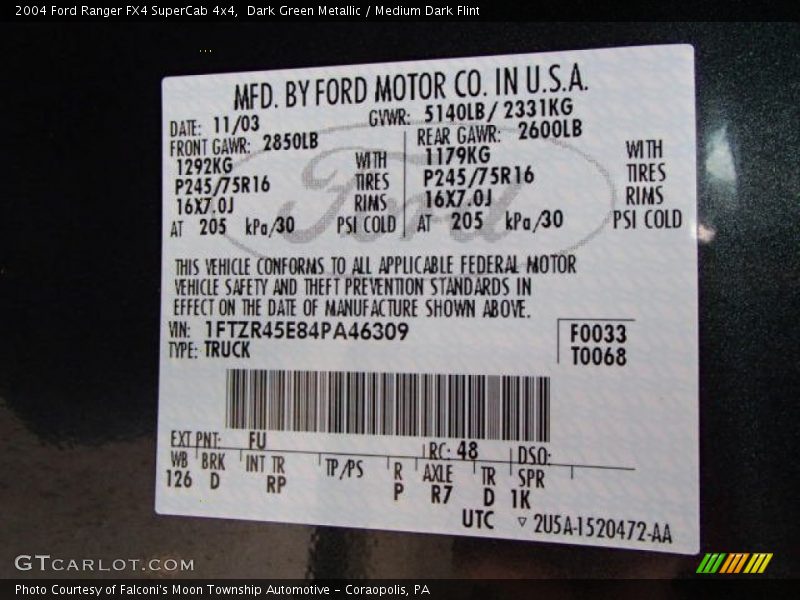 2004 Ford Ranger FX4 SuperCab 4x4,  Dark Green Metallic / Medium Dark Flint
MFD. BY FORD MOTOR CO. IN U.S.A.
DATE: 11/03 GVWR: 5140LB/ 2331KG
FRONT GAWR: 2850LB REAR GAWR: 2600LB
1292KG WITH 1179KG WITH
P245/75R16 TIRES P245/75R16 TIRES
16X7.0J RIMS 16X7.0J RIMS
AT 205 kPa/30 PSI COLD AT 205 kPa/30 PSI COLD
Ford
THIS VEHICLE CONFORMS TO ALL APPLICABLE FEDERAL MOTOR
VEHICLE SAFETY AND THEFT PREVENTION STANDARDS IN
EFFECT ON THE DATE OF MANUFACTURE SHOWN ABOVE.
VIN: 1FTZR45E84PA46309 F0033
TYPE: TRUCK T0068
EXT PNT: FU RC: 48 DSO:
WB BRK INT TR TP/PS R AXLE TR SPR
126 D RP P R7 D 1K
UTC ▽ 2U5A-1520472-AA
GTCARLOT.COM
Photo Courtesy of Falconi's Moon Township Automotive – Coraopolis, PA